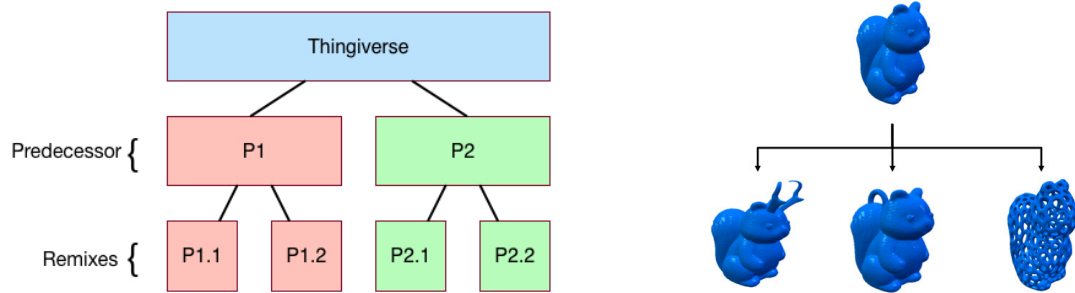 Thingiverse
Predecessor {
P1
P2
Remixes {
P1.1
P1.2
P2.1
P2.2